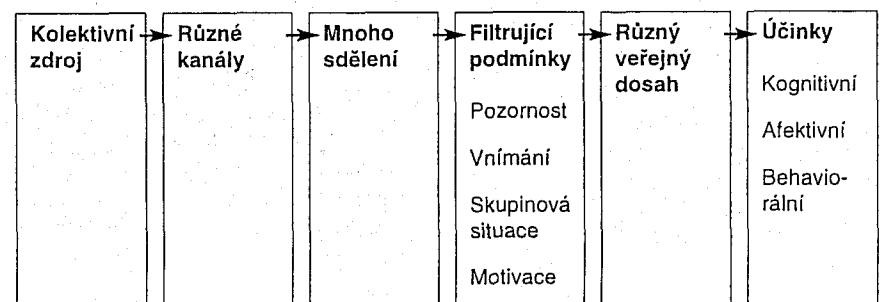 Kolektivní
zdroj
Různé
kanály
Mnoho
sdělení
Filtrující
podmínky
Pozornost
Vnímání
Skupinová
situace
Motivace
Různý
veřejný
dosah
Účinky
Kognitivní
Afektivní
Behavio-
rální